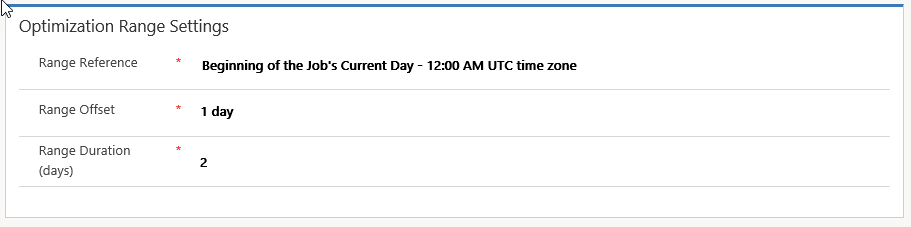 Optimization Range Settings
Range Reference * Beginning of the Job's Current Day - 12:00 AM UTC time zone
Range Offset * 1 day
Range Duration * 
(days) 2